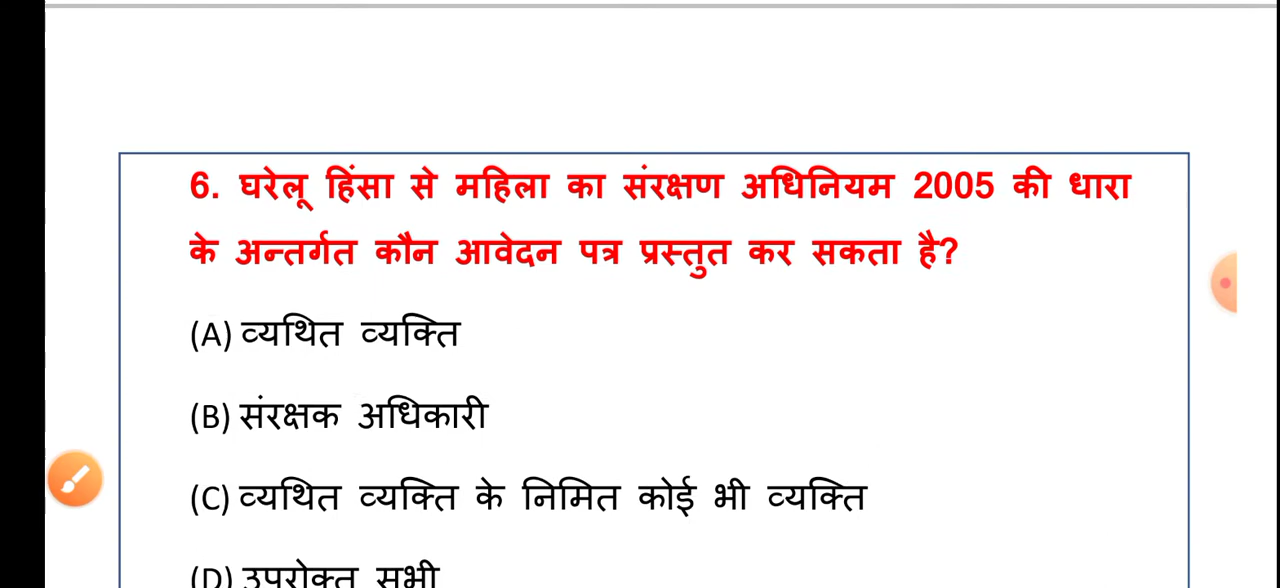 6. घरेलू हिंसा से महिला का संरक्षण अधिनियम 2005 की धारा
के अन्तर्गत कौन आवेदन पत्र प्रस्तुत कर सकता है?
(A) व्यथित व्यक्ति
(B) संरक्षक अधिकारी
(C) व्यथित व्यक्ति के निमित कोई भी व्यक्ति
(D) उपरोक्त सभी